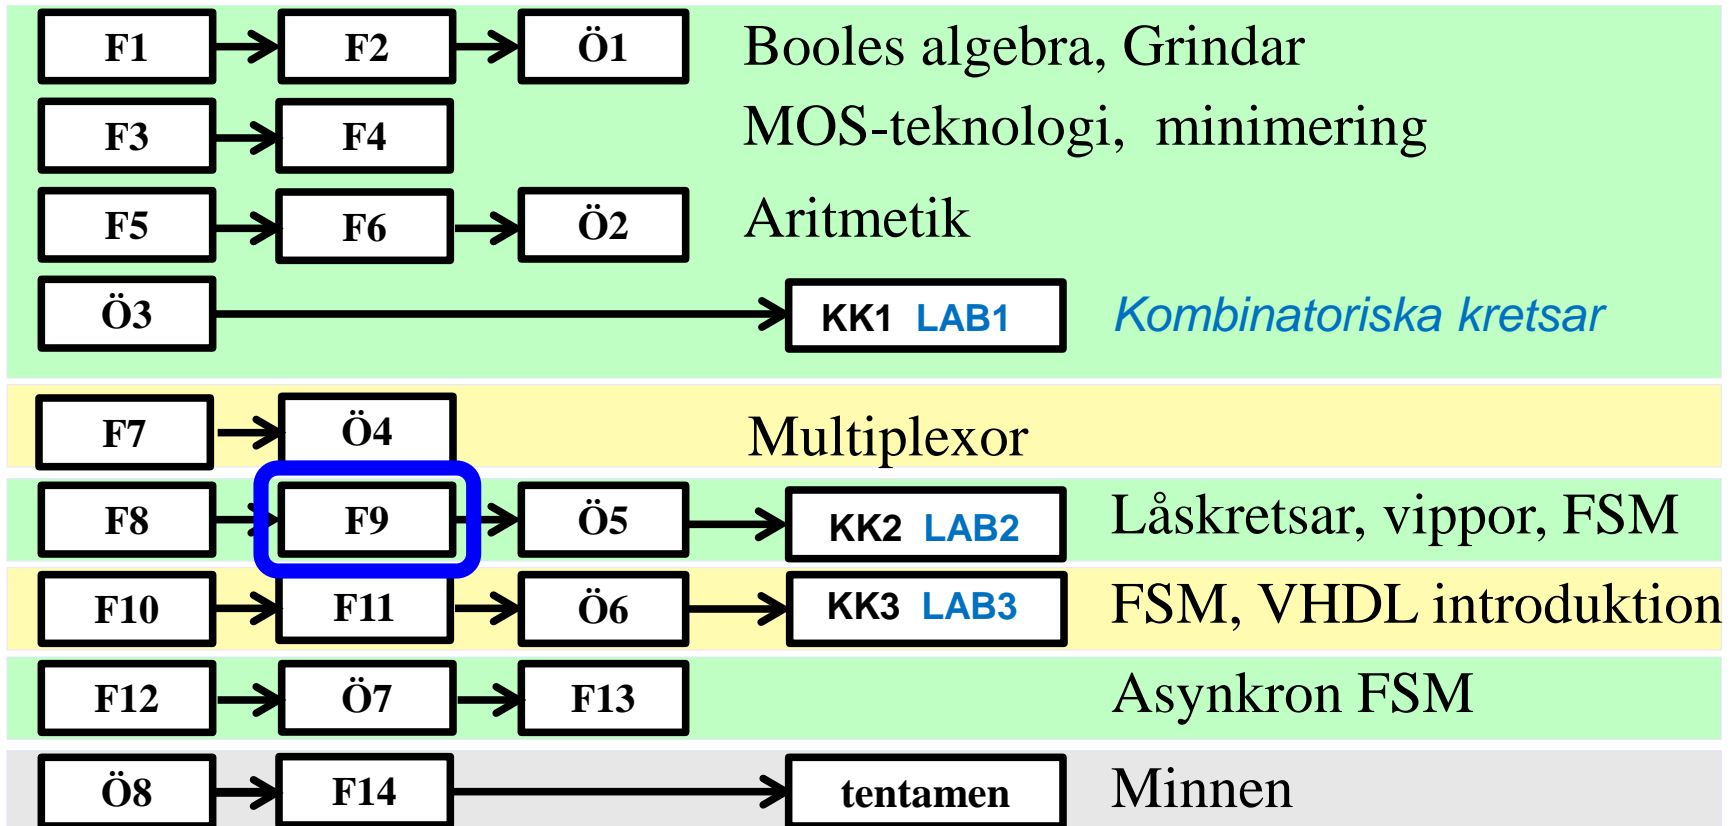 F1 F2 Ö1 Booles algebra, Grindar
F3 F4 MOS-teknologi, minimering
F5 F6 Ö2 Aritmetik
Ö3 KK1 LAB1 Kombinatoriska kretsar
F7 Ö4 Multiplexor
F8 F9 Ö5 KK2 LAB2 Låskretsar, vippor, FSM
F10 F11 Ö6 KK3 LAB3 FSM, VHDL introduktion
F12 Ö7 F13 Asynkron FSM
Ö8 F14 tentamen Minnen